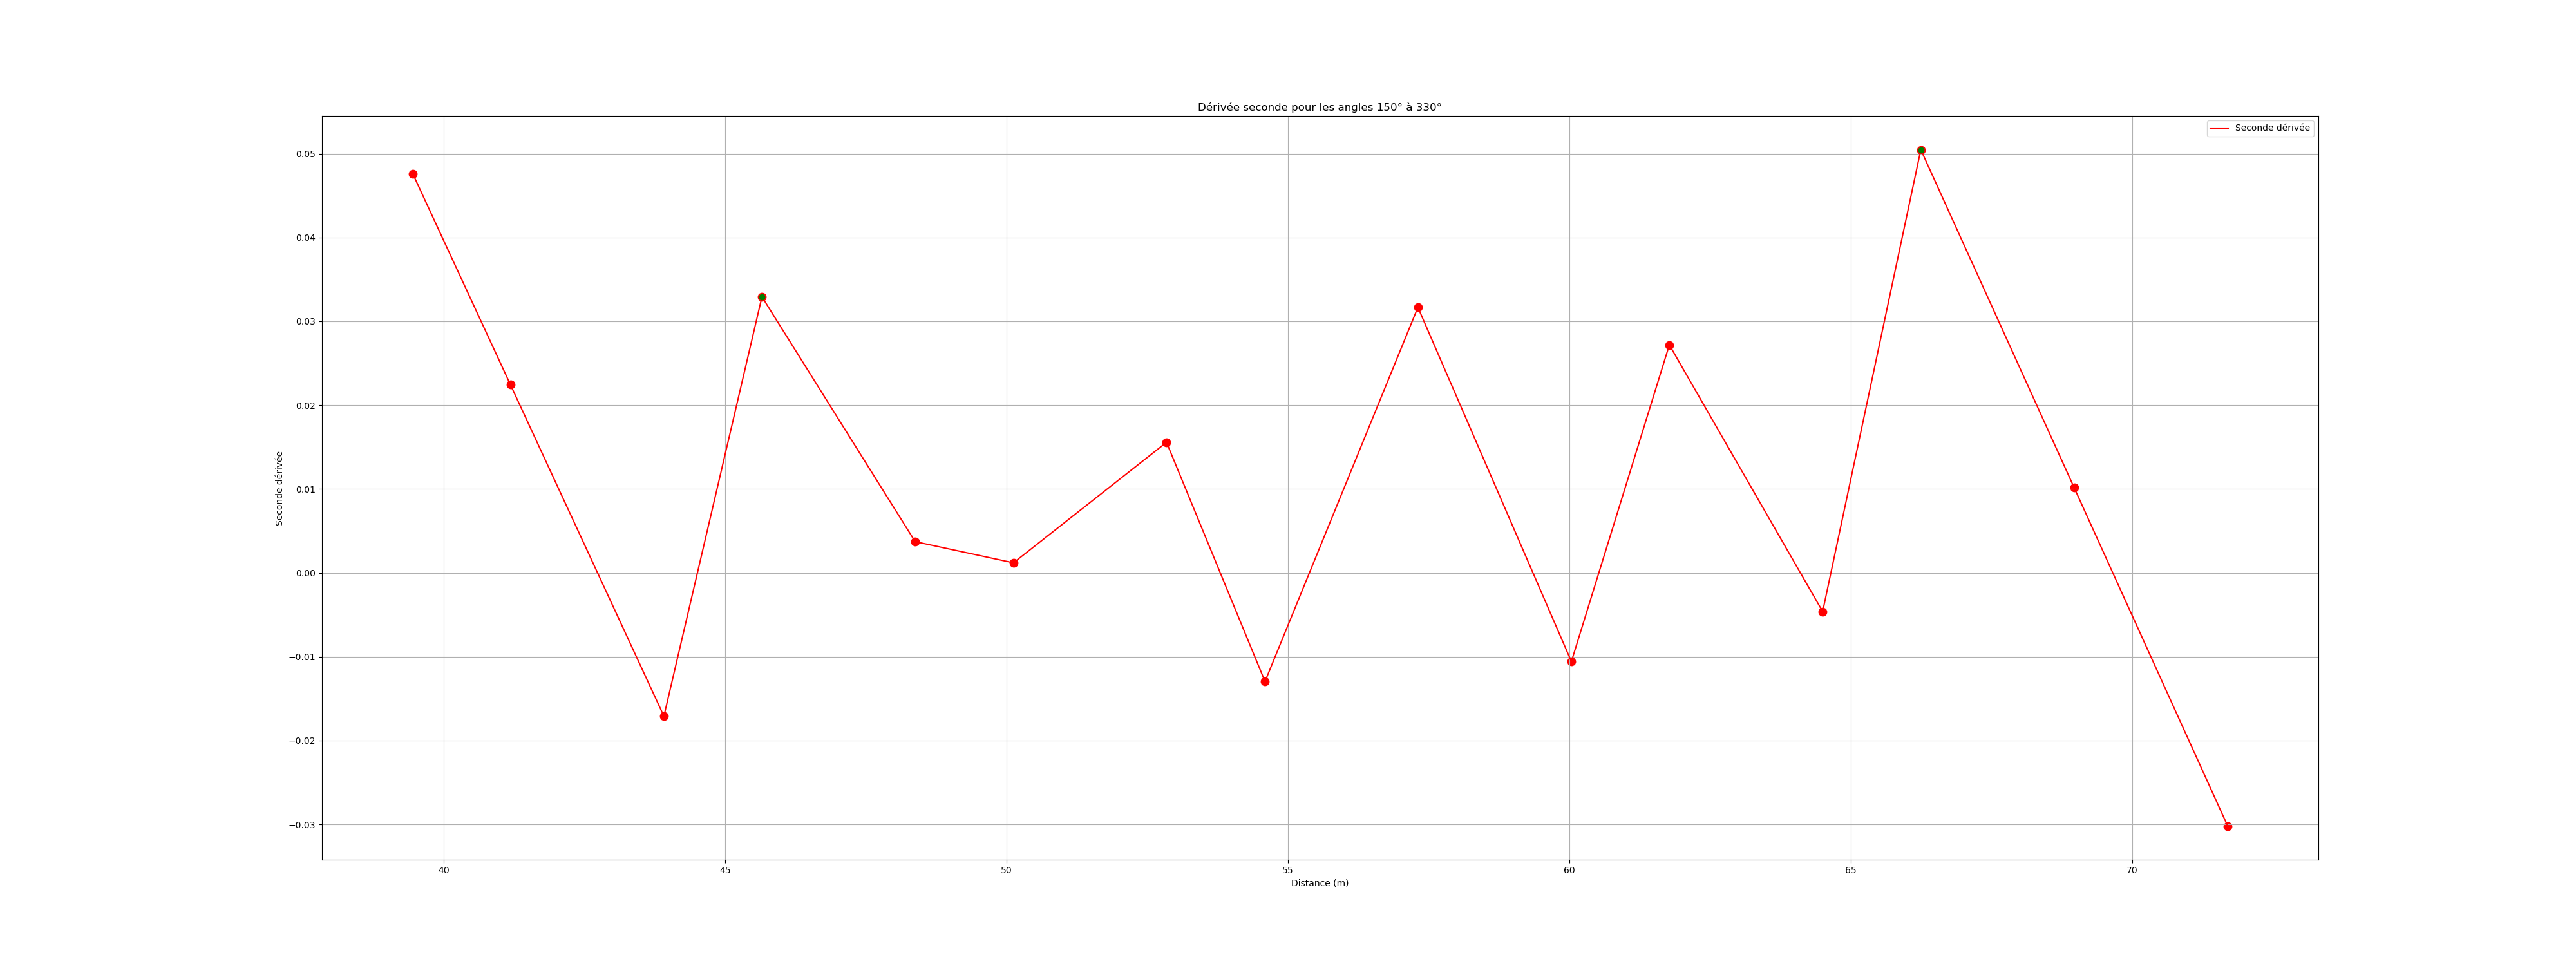 Dérivée seconde pour les angles 150° à 330°
Seconde dérivée
0.05
0.04
0.03
0.02
0.01
0.00
−0.01
−0.02
−0.03
Seconde dérivée
40 45 50 55 60 65 70
Distance (m)